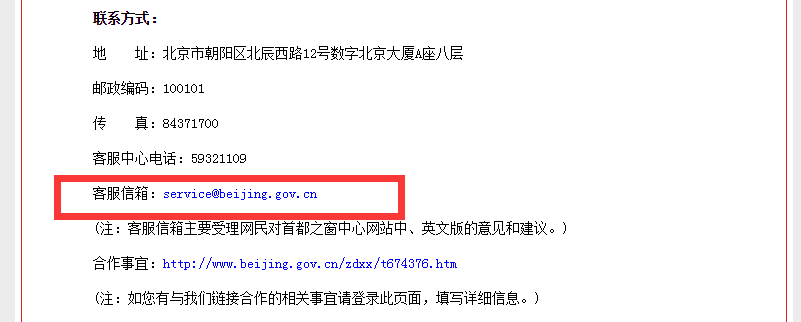 联系方式：
地　　址：北京市朝阳区北辰西路12号数字北京大厦A座八层
邮政编码：100101
传　　真：84371700
客服中心电话：59321109
客服信箱：service@beijing.gov.cn
(注：客服信箱主要受理网民对首都之窗中心网站中、英文版的意见和建议。)
合作事宜：http://www.beijing.gov.cn/zdxx/t674376.htm
(注：如您有与我们链接合作的相关事宜请登录此页面，填写详细信息。)